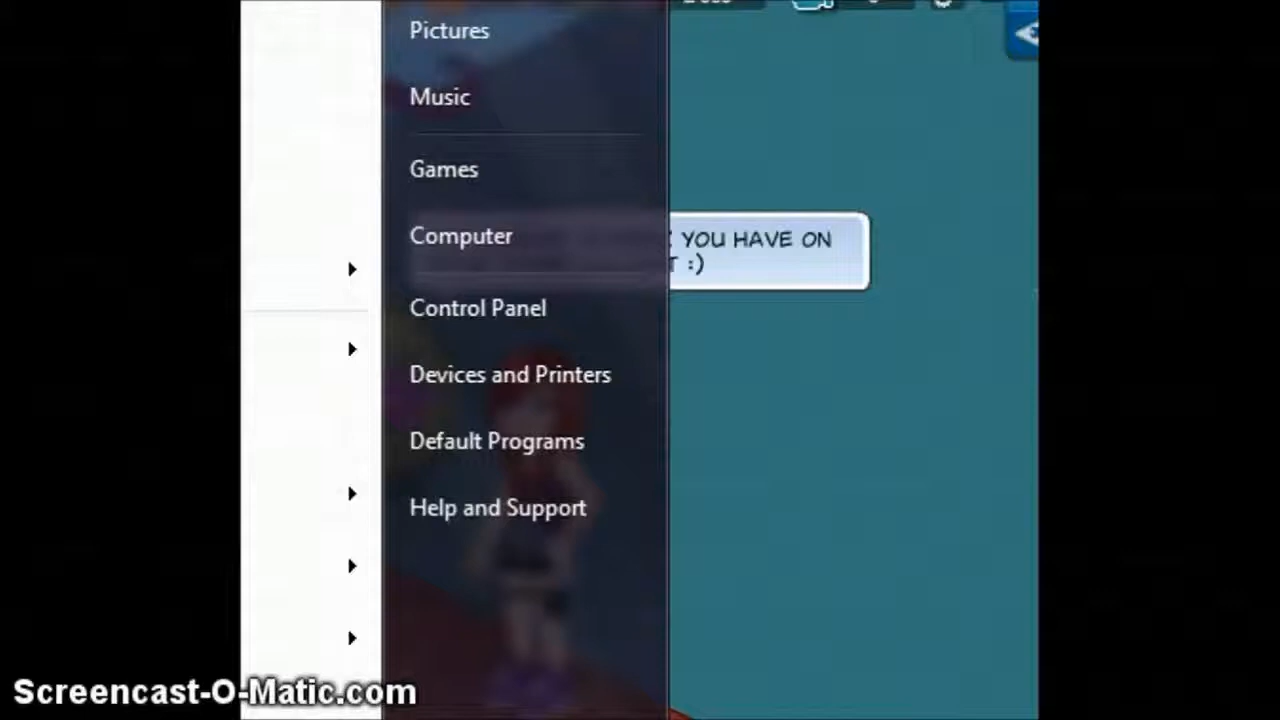 Pictures
Music
Games
Computer
YOU HAVE ON
:)
Control Panel
Devices and Printers
Default Programs
Help and Support
Screencast-O-Matic.com